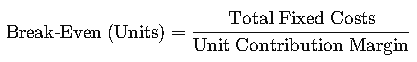 Break-Even (Units) = Total Fixed Costs / Unit Contribution Margin